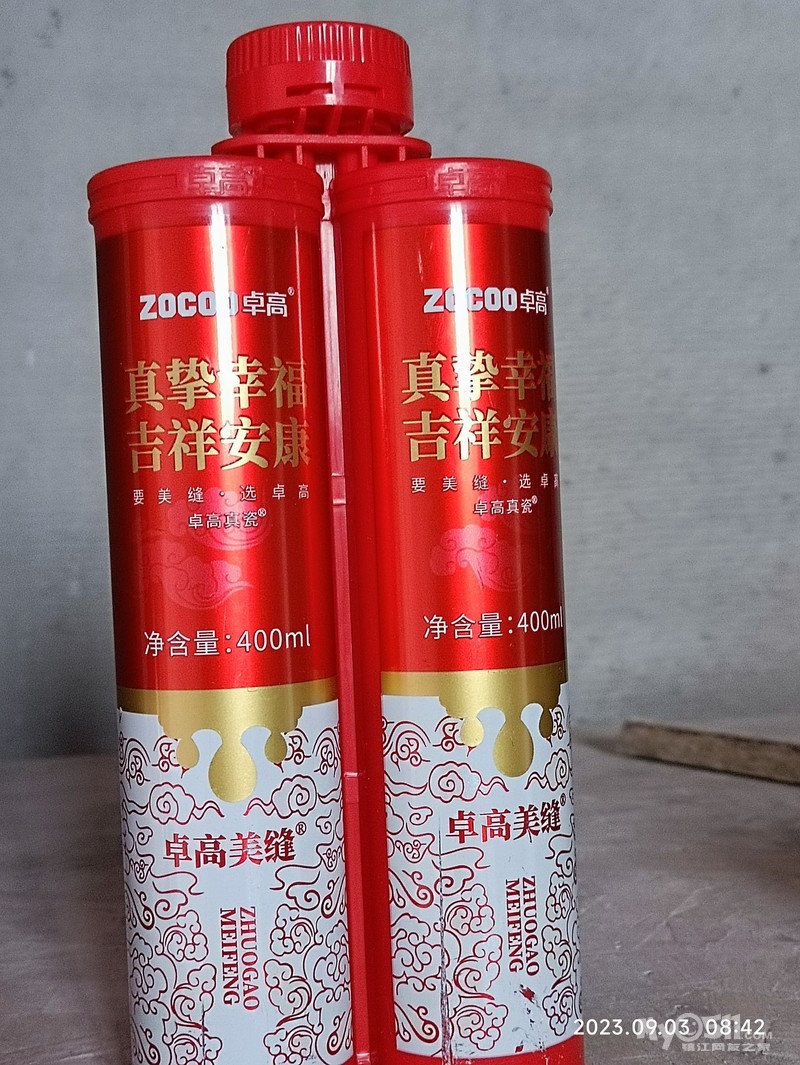 卓高
卓高
ZOCOO卓高®
真挚幸福
吉祥安康
要美缝·选卓高
卓高真瓷®
净含量:400ml
卓高美缝®
ZHUOGAO
MEIFENG
ZOCOO卓高®
真挚幸福
吉祥安康
要美缝·选卓高
卓高真瓷®
净含量:400ml
卓高美缝®
ZHUOGAO
MEIFENG
2023.09.03 08:42